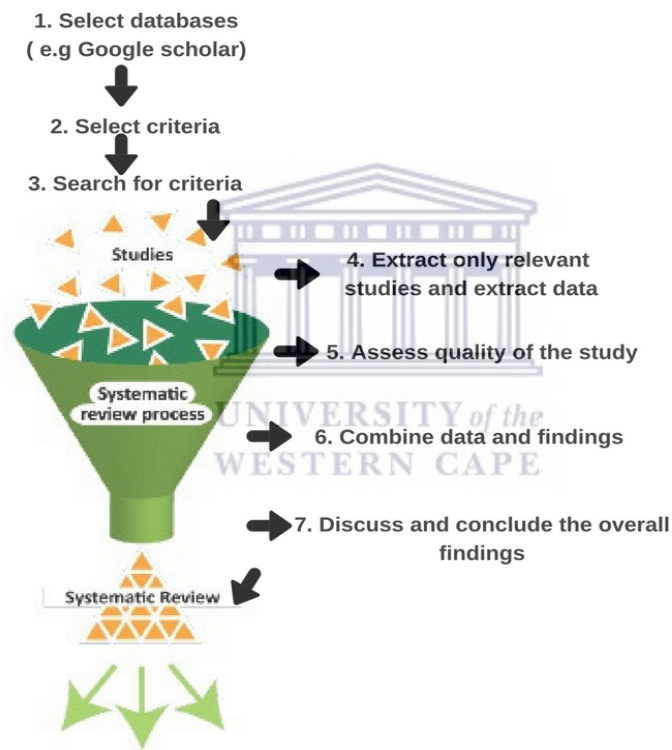 1. Select databases
( e.g Google scholar)
2. Select criteria
3. Search for criteria
Studies
4. Extract only relevant
studies and extract data
5. Assess quality of the study
Systematic
review process
UNIVERSITY of the
WESTERN CAPE
6. Combine data and findings
7. Discuss and conclude the overall
findings
Systematic Review